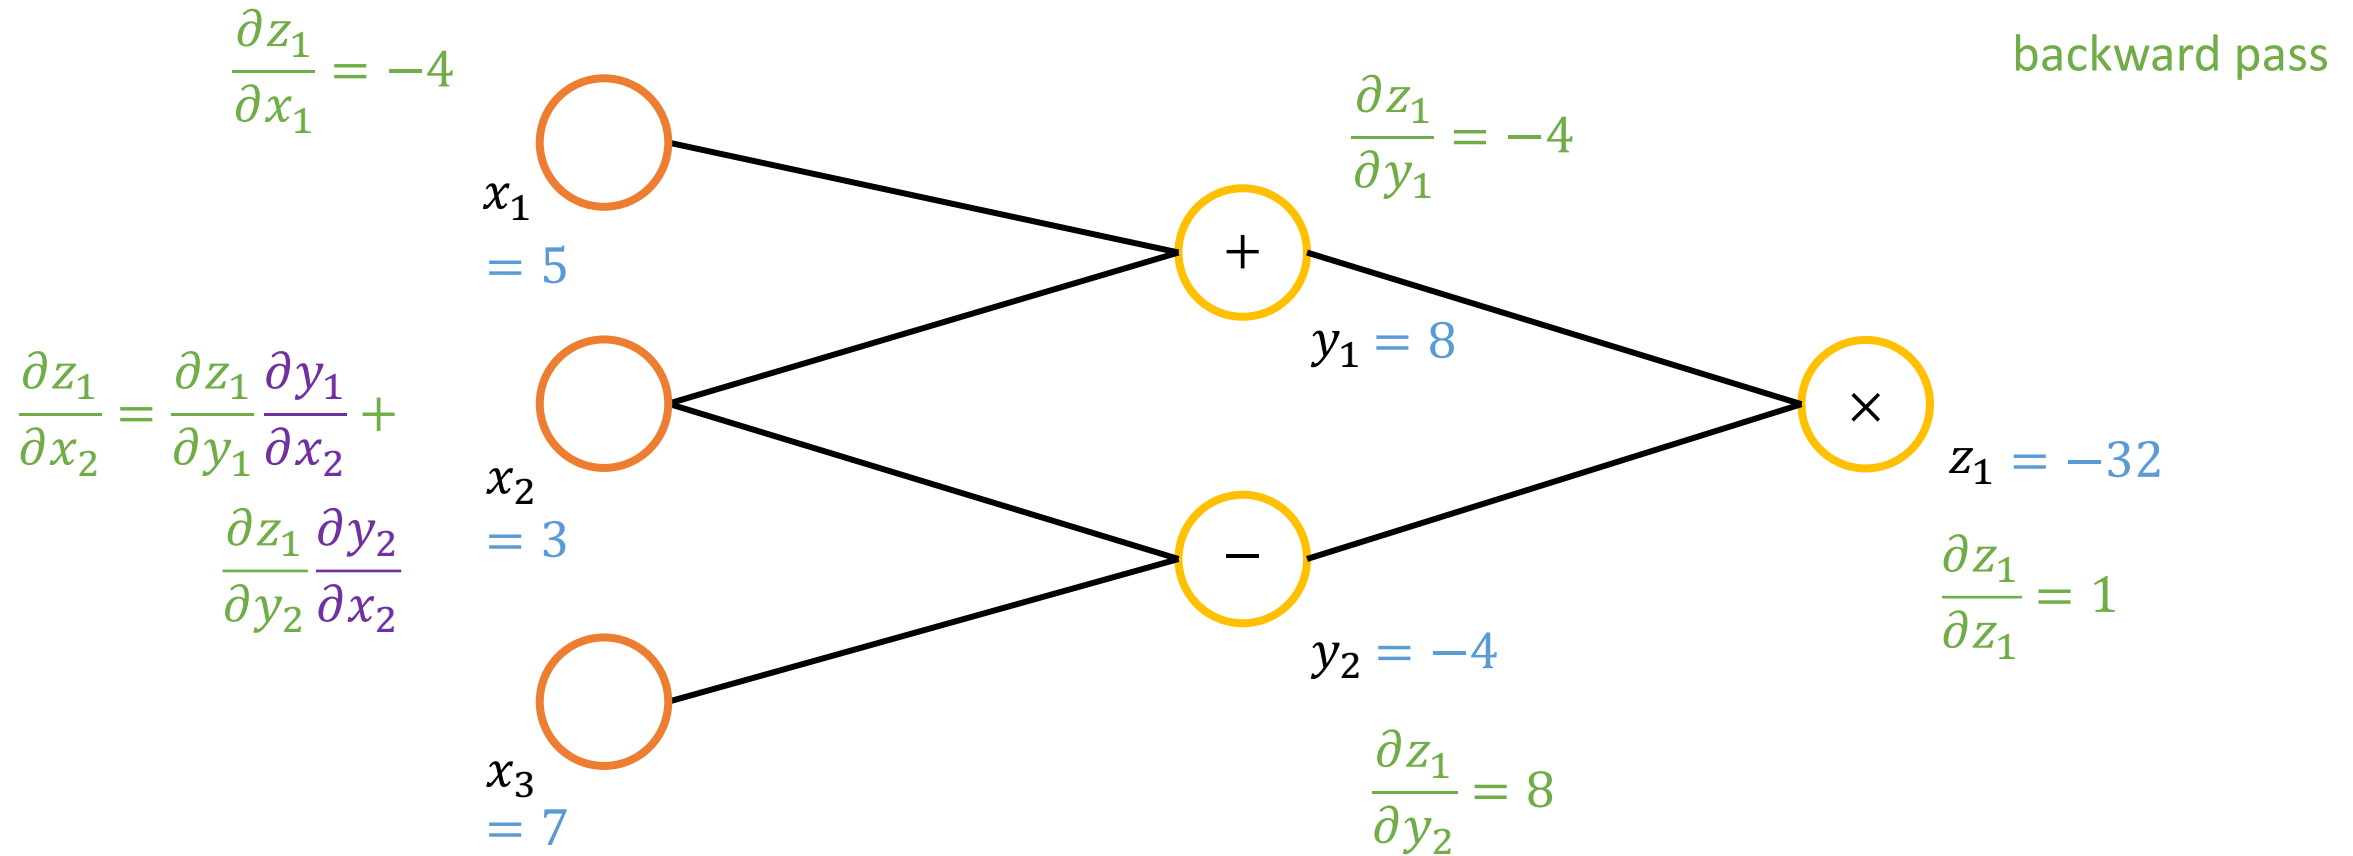 backward pass
∂z₁/∂x₁ = −4
∂z₁/∂y₁ = −4
x₁
= 5
+
y₁ = 8
∂z₁/∂x₂ = ∂z₁/∂y₁ ∂y₁/∂x₂ +
∂z₁/∂y₂ ∂y₂/∂x₂
x₂
= 3
×
z₁ = −32
∂z₁/∂z₁ = 1
−
y₂ = −4
∂z₁/∂y₂ = 8
x₃
= 7